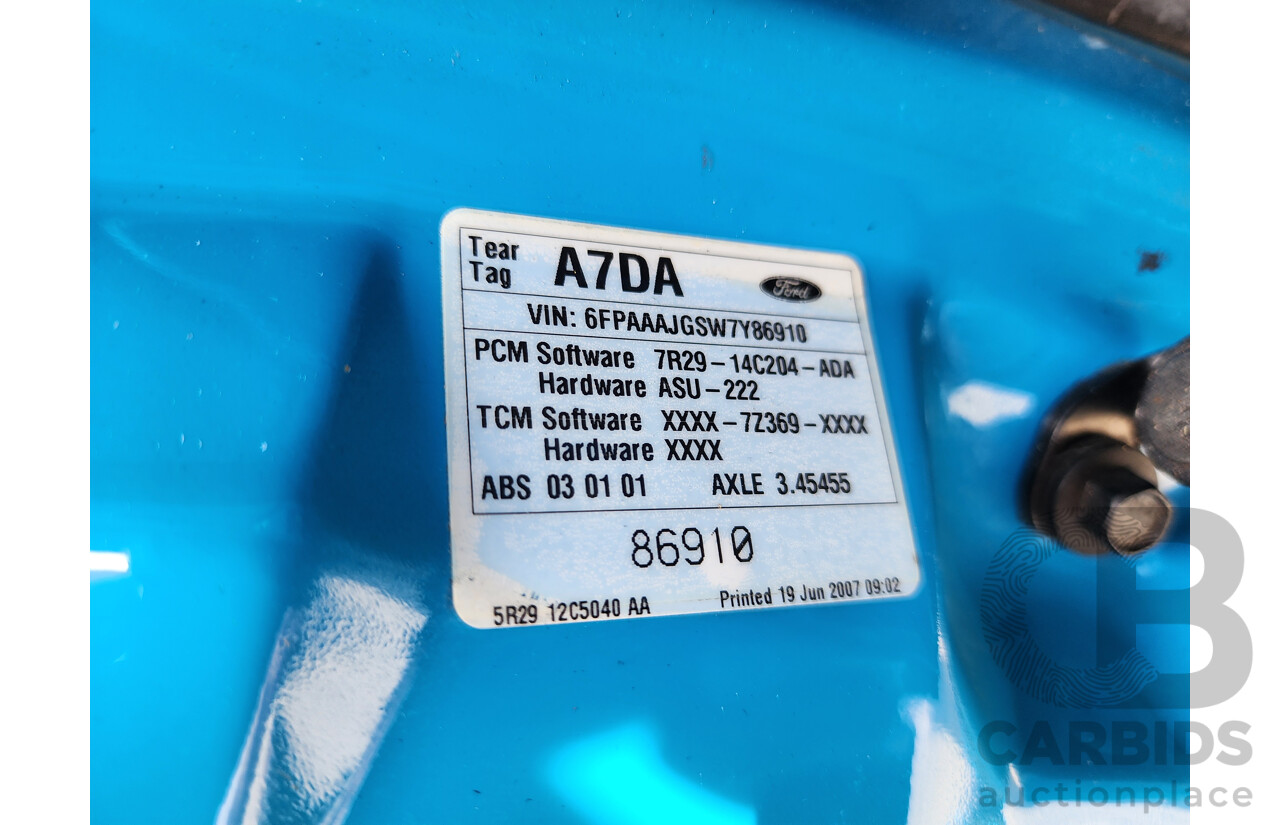 Tear Tag A7DA Ford
VIN: 6FPAAAJGSW7Y86910
PCM Software 7R29-14C204-ADA
Hardware ASU-222
TCM Software XXXX-7Z369-XXXX
Hardware XXXX
ABS 03 01 01 AXLE 3.45455
86910
5R29 12C5040 AA Printed 19 Jun 2007 09:02
CB
CARBIDS
auctionplace